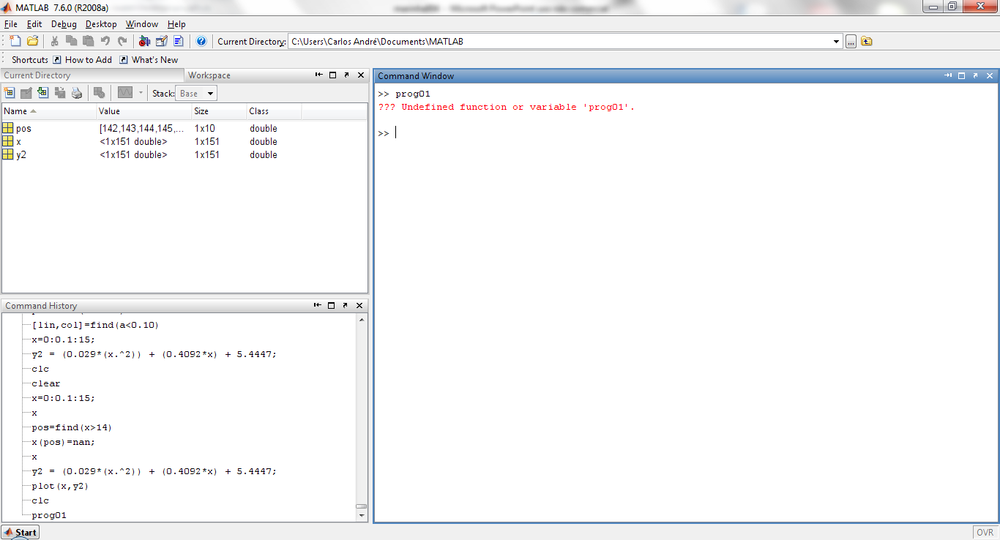 MATLAB 7.6.0 (R2008a)
File Edit Debug Desktop Window Help
Current Directory: C:\Users\Carlos André\Documents\MATLAB ...
Shortcuts How to Add What's New
Current Directory Workspace
Stack: Base
Name Value Size Class
pos [142,143,144,145,... 1x10 double
x <1x151 double> 1x151 double
y2 <1x151 double> 1x151 double
Command History
[lin,col]=find(a<0.10)
x=0:0.1:15;
y2 = (0.029*(x.^2)) + (0.4092*x) + 5.4447;
clc
clear
x=0:0.1:15;
x
pos=find(x>14)
x(pos)=nan;
x
y2 = (0.029*(x.^2)) + (0.4092*x) + 5.4447;
plot(x,y2)
clc
prog01
Command Window
>> prog01
??? Undefined function or variable 'prog01'.
>>
Start
OVR